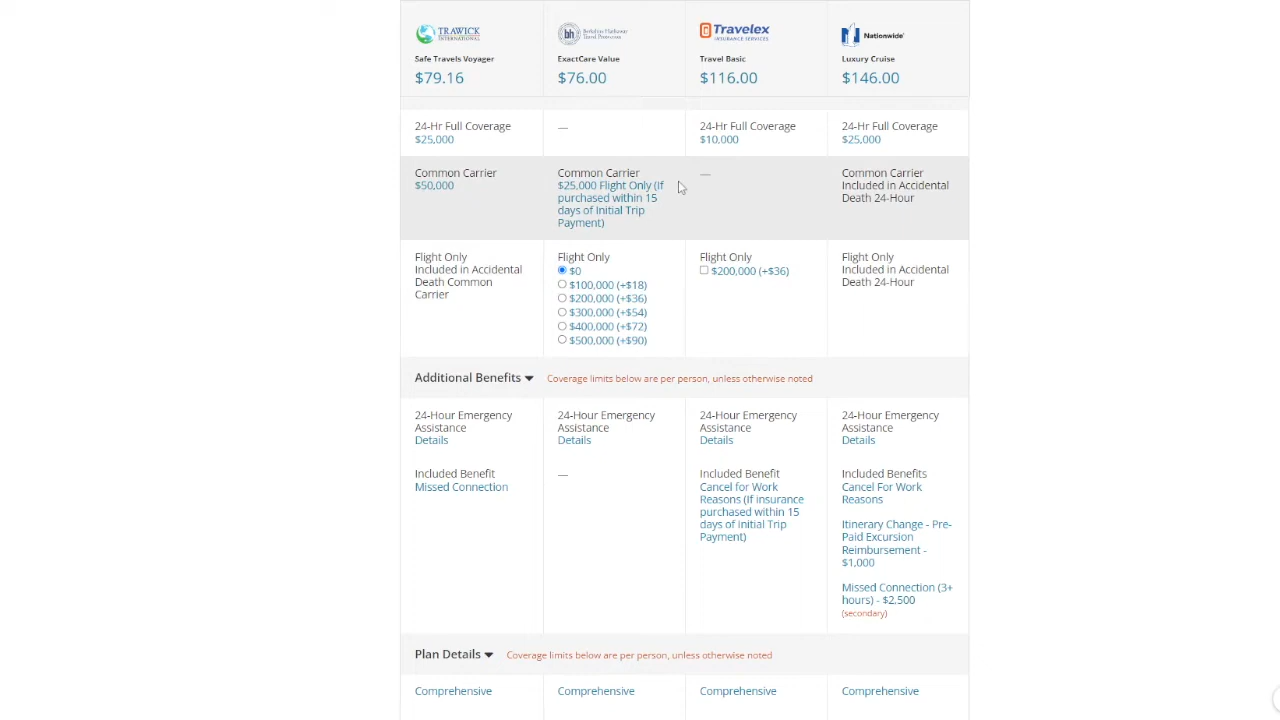 TRAWICK
INTERNATIONAL
Safe Travels Voyager
$79.16
bh
Berkshire Hathaway
Travel Protection
ExactCare Value
$76.00
Travelex
INSURANCE SERVICES
Travel Basic
$116.00
Nationwide
Luxury Cruise
$146.00
24-Hr Full Coverage
$25,000
—
24-Hr Full Coverage
$10,000
24-Hr Full Coverage
$25,000
Common Carrier
$50,000
Common Carrier
$25,000 Flight Only (If
purchased within 15
days of Initial Trip
Payment)
—
Common Carrier
Included in Accidental
Death 24-Hour
Flight Only
Included in Accidental
Death Common
Carrier
Flight Only
$0
$100,000 (+$18)
$200,000 (+$36)
$300,000 (+$54)
$400,000 (+$72)
$500,000 (+$90)
Flight Only
$200,000 (+$36)
Flight Only
Included in Accidental
Death 24-Hour
Additional Benefits Coverage limits below are per person, unless otherwise noted
24-Hour Emergency
Assistance
Details
24-Hour Emergency
Assistance
Details
24-Hour Emergency
Assistance
Details
24-Hour Emergency
Assistance
Details
Included Benefit
Missed Connection
—
Included Benefit
Cancel for Work
Reasons (If insurance
purchased within 15
days of Initial Trip
Payment)
Included Benefits
Cancel For Work
Reasons
Itinerary Change - Pre-
Paid Excursion
Reimbursement -
$1,000
Missed Connection (3+
hours) - $2,500
(secondary)
Plan Details Coverage limits below are per person, unless otherwise noted
Comprehensive
Comprehensive
Comprehensive
Comprehensive